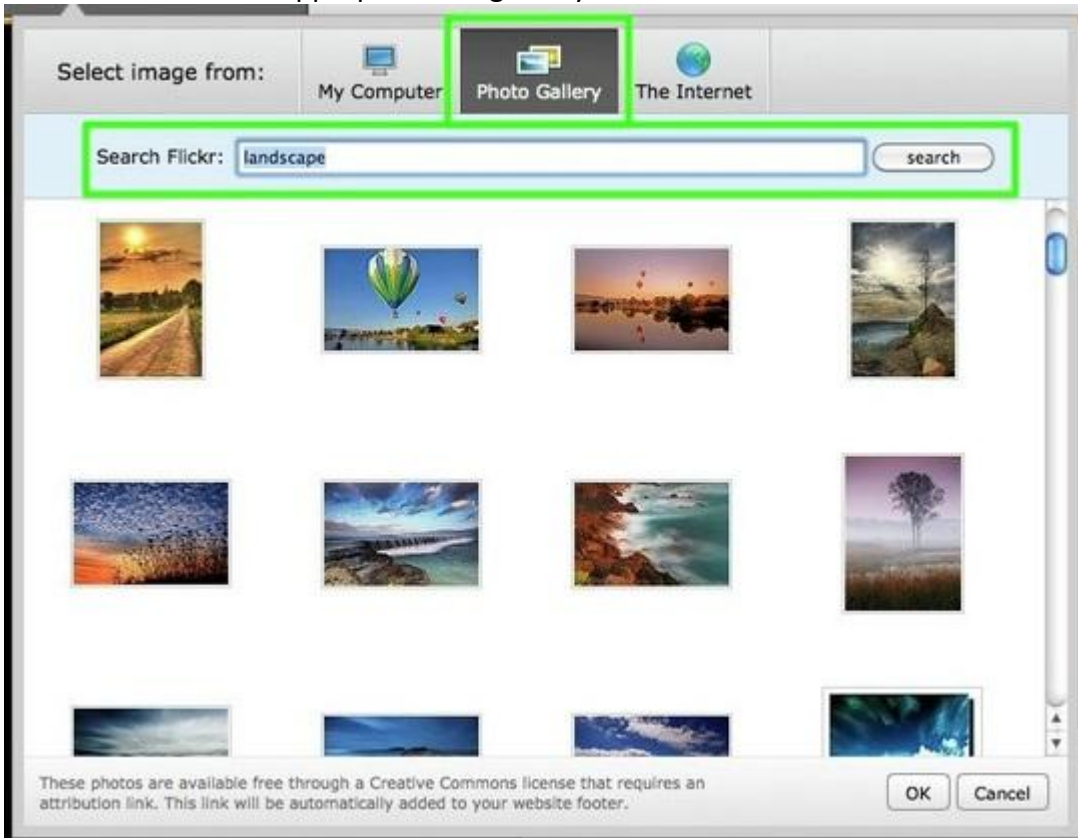 Select image from:
My Computer
Photo Gallery
The Internet
Search Flickr: landscape search
These photos are available free through a Creative Commons license that requires an
attribution link. This link will be automatically added to your website footer.
OK Cancel